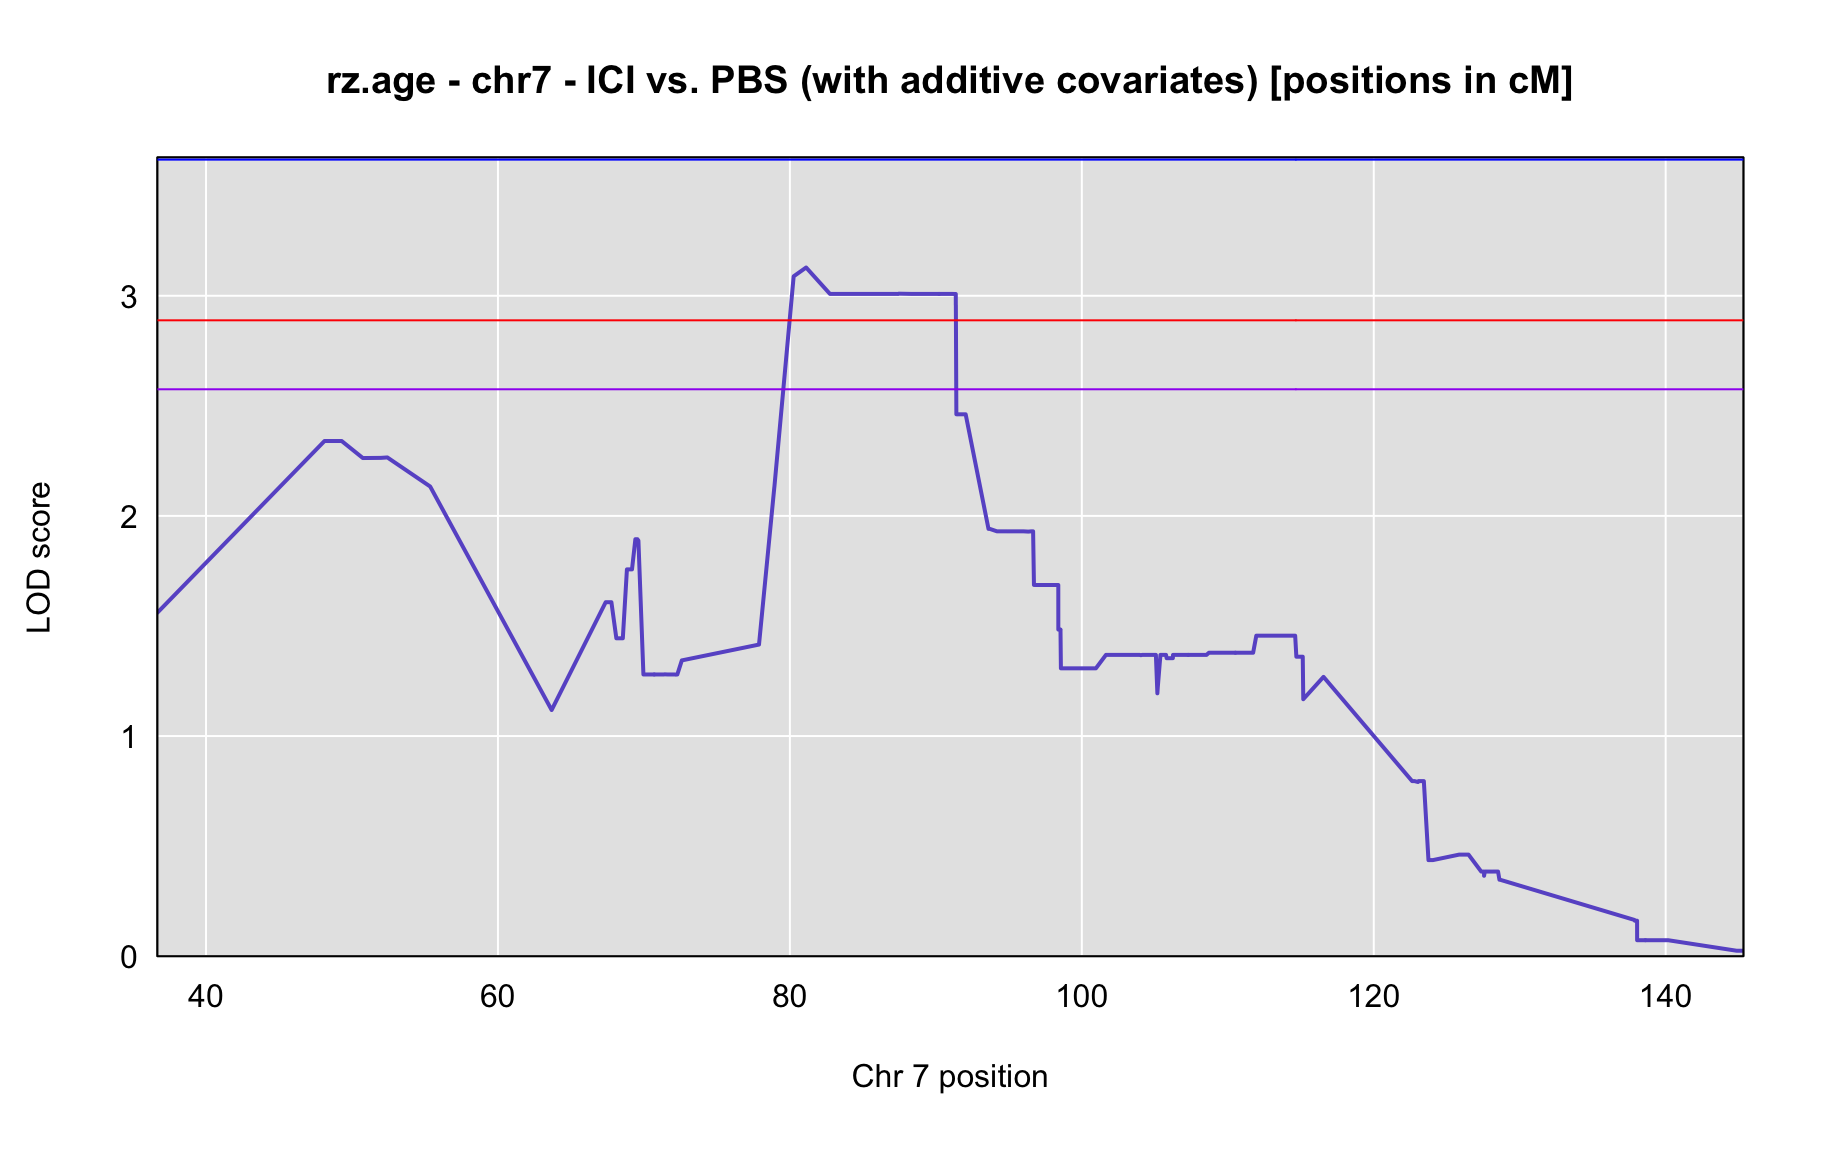 rz.age - chr7 - ICI vs. PBS (with additive covariates) [positions in cM]
LOD score
3
2
1
0
40 60 80 100 120 140
Chr 7 position